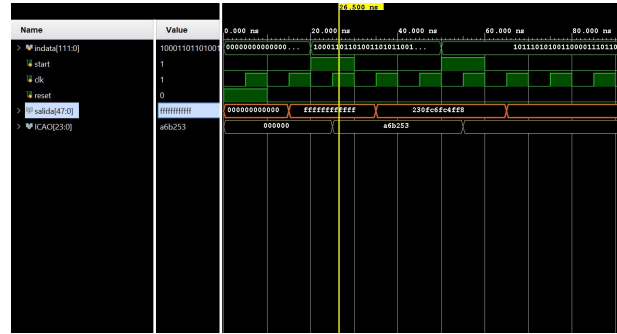 26.500 ns
Name Value 0.000 ns 20.000 ns 40.000 ns 60.000 ns 80.000 ns
indata[111:0] 10001101101001 00000000000000... 10001101101001101011001... 1011101010011000011101110
start 1
clk 1
reset 0
salida[47:0] ffffffffffff 000000000000 ffffffffffff 230fc6fc4ff8
ICAO[23:0] a6b253 000000 a6b253